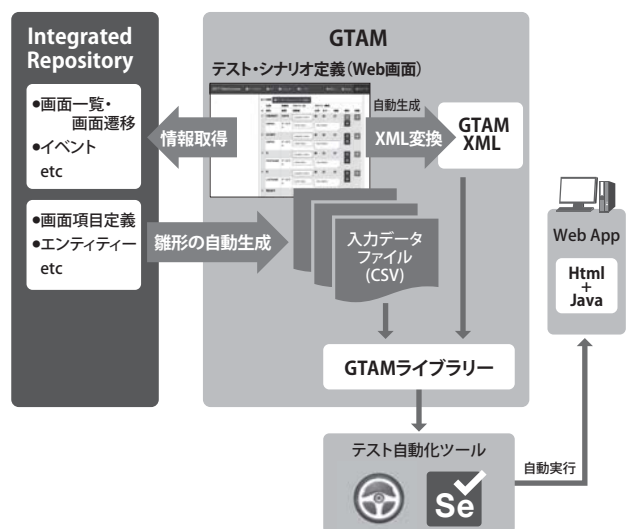 Integrated
Repository
●画面一覧・
画面遷移
●イベント
etc
●画面項目定義
●エンティティー
etc
GTAM
テスト・シナリオ定義（Web画面）
情報取得
自動生成
XML変換
GTAM
XML
雛形の自動生成
入力データ
ファイル
(CSV)
GTAMライブラリー
テスト自動化ツール
Se
自動実行
Web App
Html
+
Java